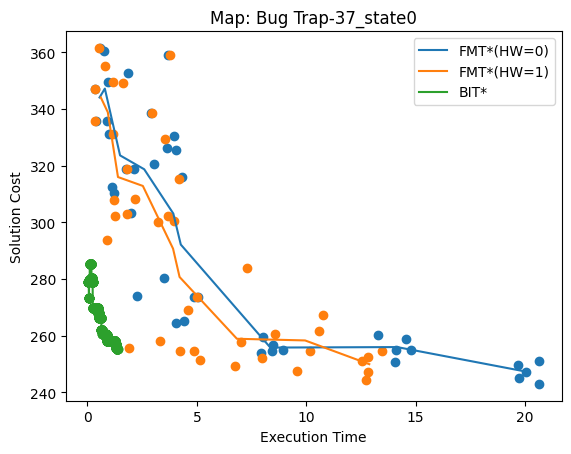 Map: Bug Trap-37_state0
FMT*(HW=0)
FMT*(HW=1)
BIT*
360
340
320
300
280
260
240
Solution Cost
0 5 10 15 20
Execution Time